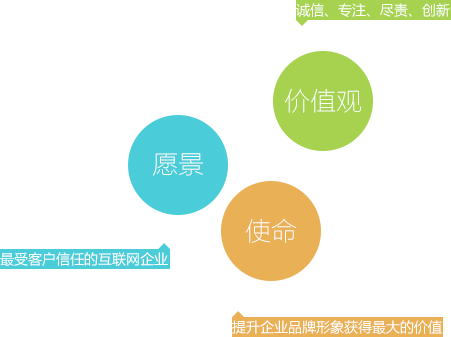 诚信、专注、尽责、创新
价值观
愿景
使命
最受客户信任的互联网企业
提升企业品牌形象获得最大的价值